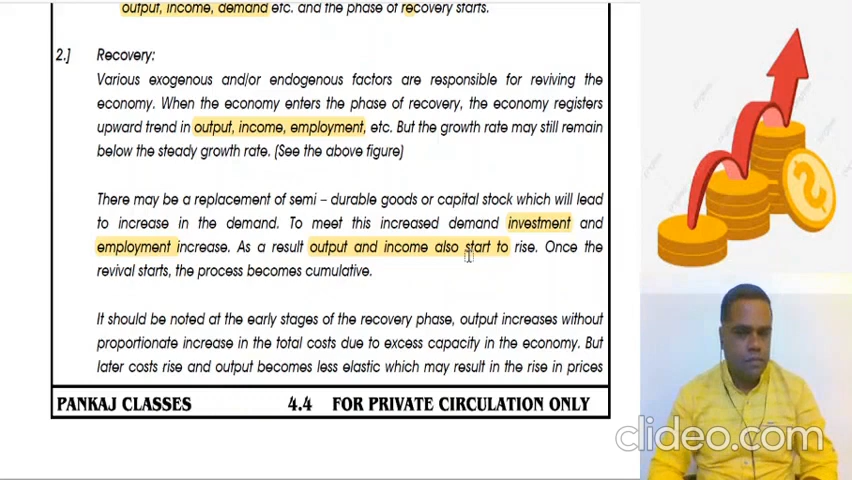 output, income, demand etc. and the phase of recovery starts.
2.] Recovery:
Various exogenous and/or endogenous factors are responsible for reviving the
economy. When the economy enters the phase of recovery, the economy registers
upward trend in output, income, employment, etc. But the growth rate may still remain
below the steady growth rate. (See the above figure)
There may be a replacement of semi – durable goods or capital stock which will lead
to increase in the demand. To meet this increased demand investment and
employment increase. As a result output and income also start to rise. Once the
revival starts, the process becomes cumulative.
It should be noted at the early stages of the recovery phase, output increases without
proportionate increase in the total costs due to excess capacity in the economy. But
later costs rise and output becomes less elastic which may result in the rise in prices
PANKAJ CLASSES 4.4 FOR PRIVATE CIRCULATION ONLY
clideo.com